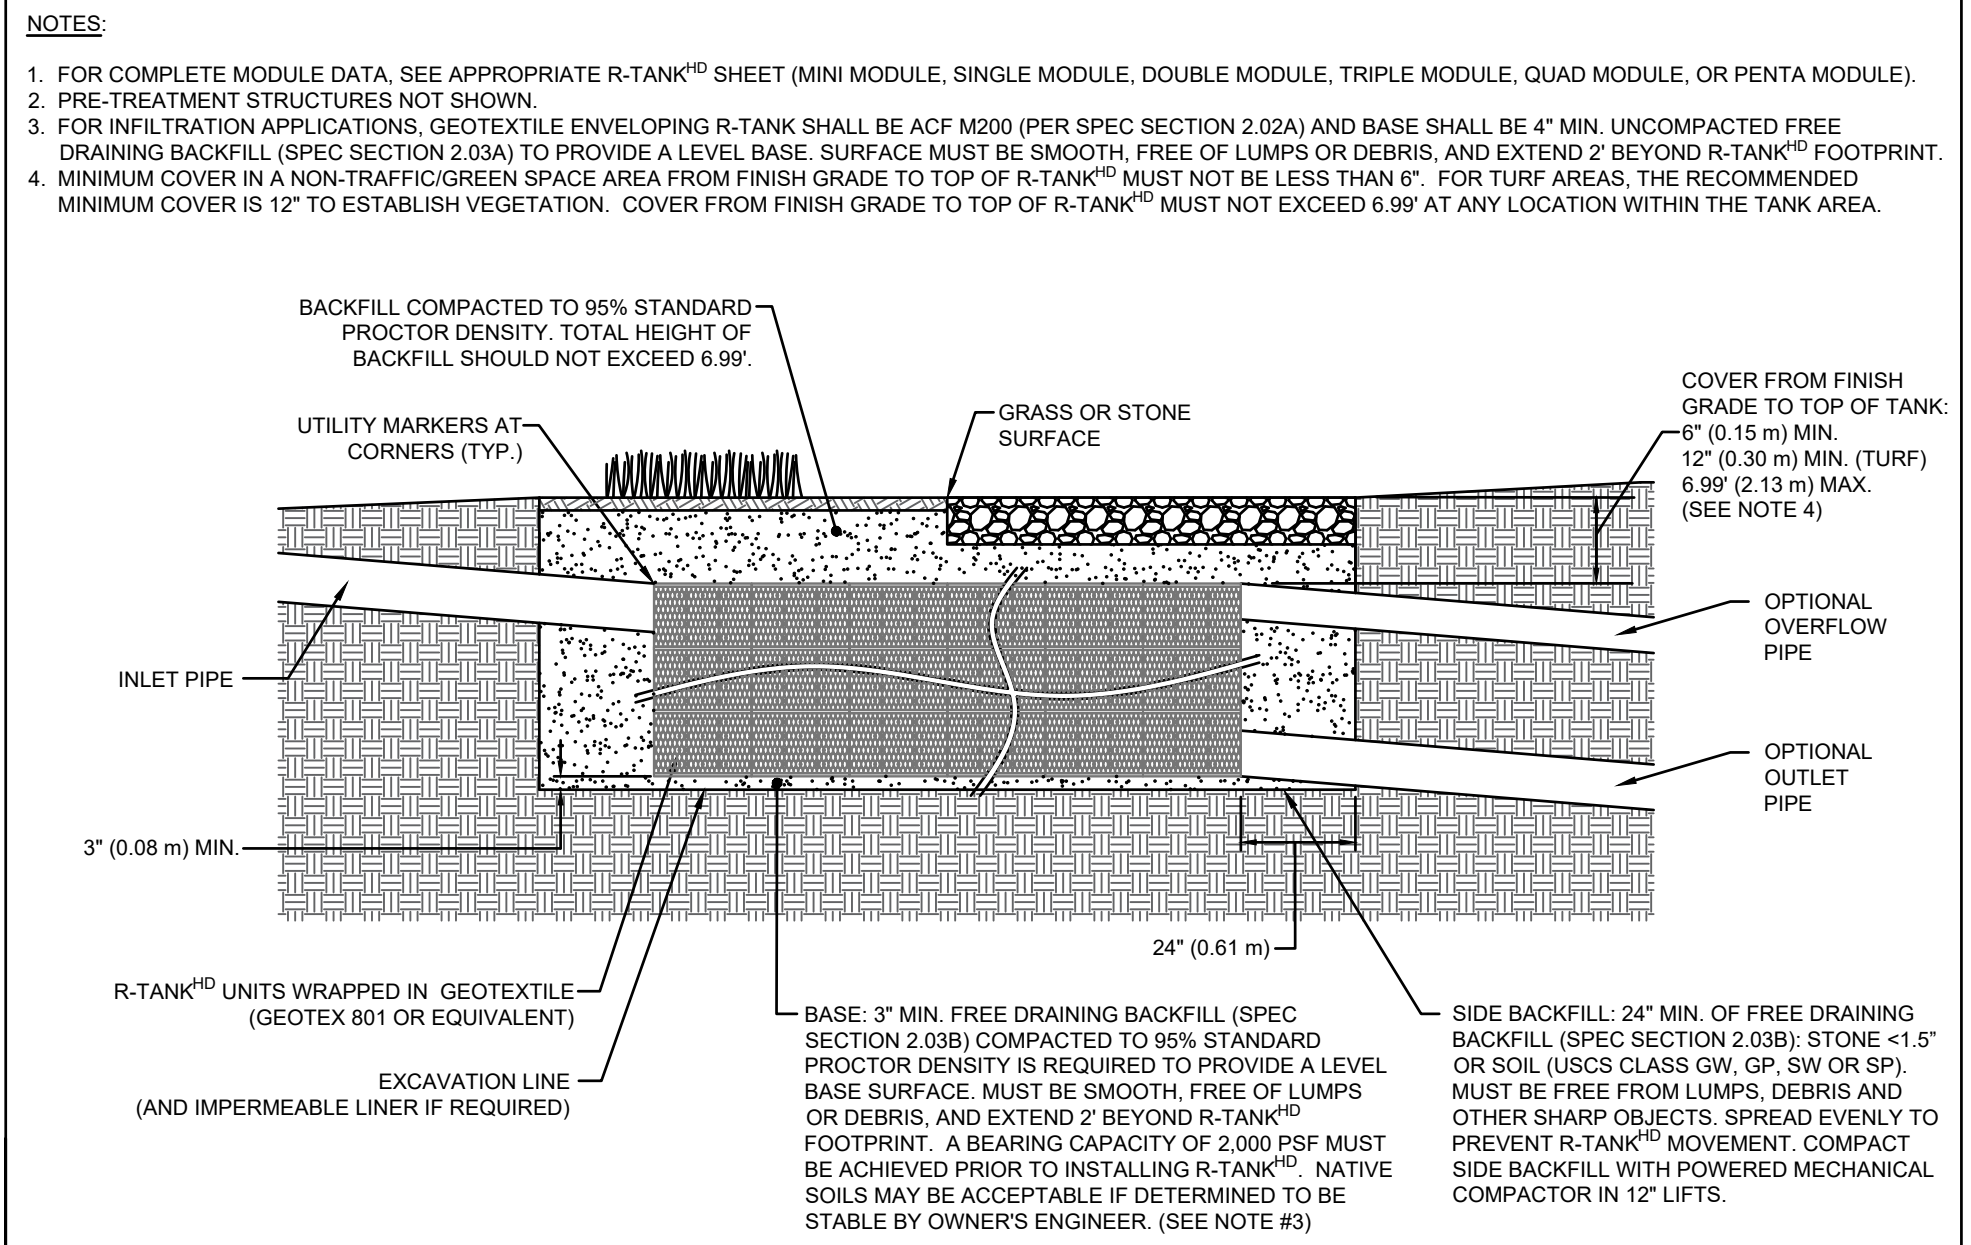 NOTES:
1. FOR COMPLETE MODULE DATA, SEE APPROPRIATE R-TANK^HD SHEET (MINI MODULE, SINGLE MODULE, DOUBLE MODULE, TRIPLE MODULE, QUAD MODULE, OR PENTA MODULE).
2. PRE-TREATMENT STRUCTURES NOT SHOWN.
3. FOR INFILTRATION APPLICATIONS, GEOTEXTILE ENVELOPING R-TANK SHALL BE ACF M200 (PER SPEC SECTION 2.02A) AND BASE SHALL BE 4" MIN. UNCOMPACTED FREE
DRAINING BACKFILL (SPEC SECTION 2.03A) TO PROVIDE A LEVEL BASE. SURFACE MUST BE SMOOTH, FREE OF LUMPS OR DEBRIS, AND EXTEND 2' BEYOND R-TANK^HD FOOTPRINT.
4. MINIMUM COVER IN A NON-TRAFFIC/GREEN SPACE AREA FROM FINISH GRADE TO TOP OF R-TANK^HD MUST NOT BE LESS THAN 6". FOR TURF AREAS, THE RECOMMENDED
MINIMUM COVER IS 12" TO ESTABLISH VEGETATION. COVER FROM FINISH GRADE TO TOP OF R-TANK^HD MUST NOT EXCEED 6.99' AT ANY LOCATION WITHIN THE TANK AREA.
BACKFILL COMPACTED TO 95% STANDARD
PROCTOR DENSITY. TOTAL HEIGHT OF
BACKFILL SHOULD NOT EXCEED 6.99'.
UTILITY MARKERS AT
CORNERS (TYP.)
GRASS OR STONE
SURFACE
COVER FROM FINISH
GRADE TO TOP OF TANK:
6" (0.15 m) MIN.
12" (0.30 m) MIN. (TURF)
6.99' (2.13 m) MAX.
(SEE NOTE 4)
OPTIONAL
OVERFLOW
PIPE
INLET PIPE
OPTIONAL
OUTLET
PIPE
3" (0.08 m) MIN.
24" (0.61 m)
R-TANK^HD UNITS WRAPPED IN GEOTEXTILE
(GEOTEX 801 OR EQUIVALENT)
EXCAVATION LINE
(AND IMPERMEABLE LINER IF REQUIRED)
BASE: 3" MIN. FREE DRAINING BACKFILL (SPEC
SECTION 2.03B) COMPACTED TO 95% STANDARD
PROCTOR DENSITY IS REQUIRED TO PROVIDE A LEVEL
BASE SURFACE. MUST BE SMOOTH, FREE OF LUMPS
OR DEBRIS, AND EXTEND 2' BEYOND R-TANK^HD
FOOTPRINT. A BEARING CAPACITY OF 2,000 PSF MUST
BE ACHIEVED PRIOR TO INSTALLING R-TANK^HD. NATIVE
SOILS MAY BE ACCEPTABLE IF DETERMINED TO BE
STABLE BY OWNER'S ENGINEER. (SEE NOTE #3)
SIDE BACKFILL: 24" MIN. OF FREE DRAINING
BACKFILL (SPEC SECTION 2.03B): STONE <1.5”
OR SOIL (USCS CLASS GW, GP, SW OR SP).
MUST BE FREE FROM LUMPS, DEBRIS AND
OTHER SHARP OBJECTS. SPREAD EVENLY TO
PREVENT R-TANK^HD MOVEMENT. COMPACT
SIDE BACKFILL WITH POWERED MECHANICAL
COMPACTOR IN 12" LIFTS.